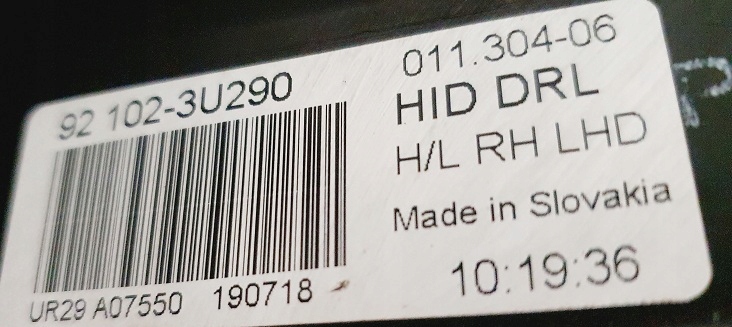 92 102-3U290
UR29 A07550 190718
011.304-06
HID DRL
H/L RH LHD
Made in Slovakia
10:19:36